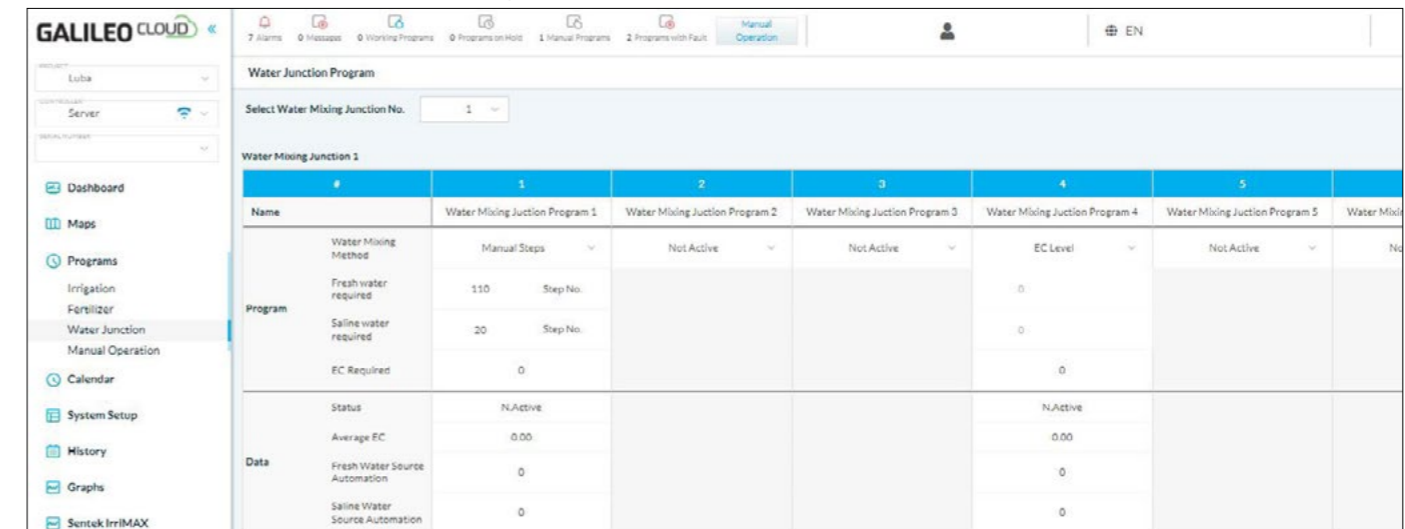 GALILEO CLOUD «
7 Alarms 0 Messages 0 Working Programs 0 Programs on Hold 1 Manual Programs 2 Programs with Fault Manual Operation EN
PROJECT
Luba
Water Junction Program
CONTROLLER
Server
Select Water Mixing Junction No. 1
SERIAL NUMBER
Water Mixing Junction 1
Dashboard
Maps
Programs
Irrigation
Fertilizer
Water Junction
Manual Operation
Calendar
System Setup
History
Graphs
Sentek IrriMAX
# 1 2 3 4 5
Name Water Mixing Juction Program 1 Water Mixing Juction Program 2 Water Mixing Juction Program 3 Water Mixing Juction Program 4 Water Mixing Juction Program 5 Water Mixi
Program
Water Mixing Method Manual Steps Not Active Not Active EC Level Not Active No
Fresh water required 110 Step No. 0
Saline water required 20 Step No. 0
EC Required 0 0
Data
Status N.Active N.Active
Average EC 0.00 0.00
Fresh Water Source Automation 0 0
Saline Water Source Automation 0 0